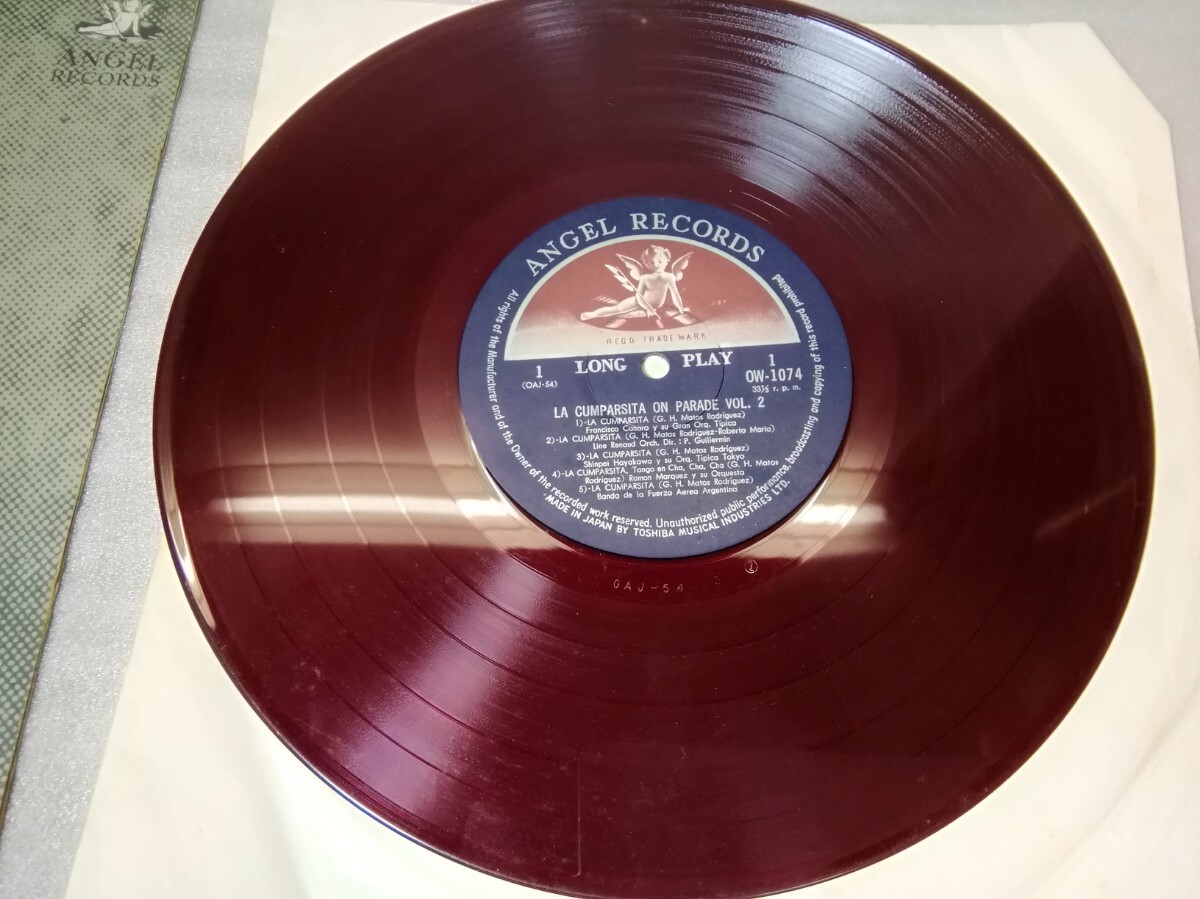 ANGEL
RECORDS
ANGEL RECORDS
REGD. TRADE MARK
1 LONG PLAY 1
(OAJ-54) OW-1074
33⅓ r. p. m.
LA CUMPARSITA ON PARADE VOL. 2
1)-LA CUMPARSITA (G. H. Matos Rodriguez)
Francisco Canaro y su Gran Orq. Tipica
2)-LA CUMPARSITA (G. H. Matos Rodriguez-Roberto Mario)
Line Renaud Orch. Dir. : P. Guillermin
3)-LA CUMPARSITA (G. H. Matos Rodriguez)
Shinpei Hayakawa y su Orq. Tipica Tokyo
4)-LA CUMPARSITA, Tango en Cha, Cha, Cha (G. H. Matos
Rodriguez) Ramon Marquez y su Orquesta
5)-LA CUMPARSITA (G. H. Matos Rodriguez)
Banda de la Fuerza Aerea Argentino
All rights of the Manufacturer and of the Owner of the recorded work reserved. Unauthorized public performance, broadcasting and copying of this record prohibited
MADE IN JAPAN BY TOSHIBA MUSICAL INDUSTRIES LTD.
OAJ-54